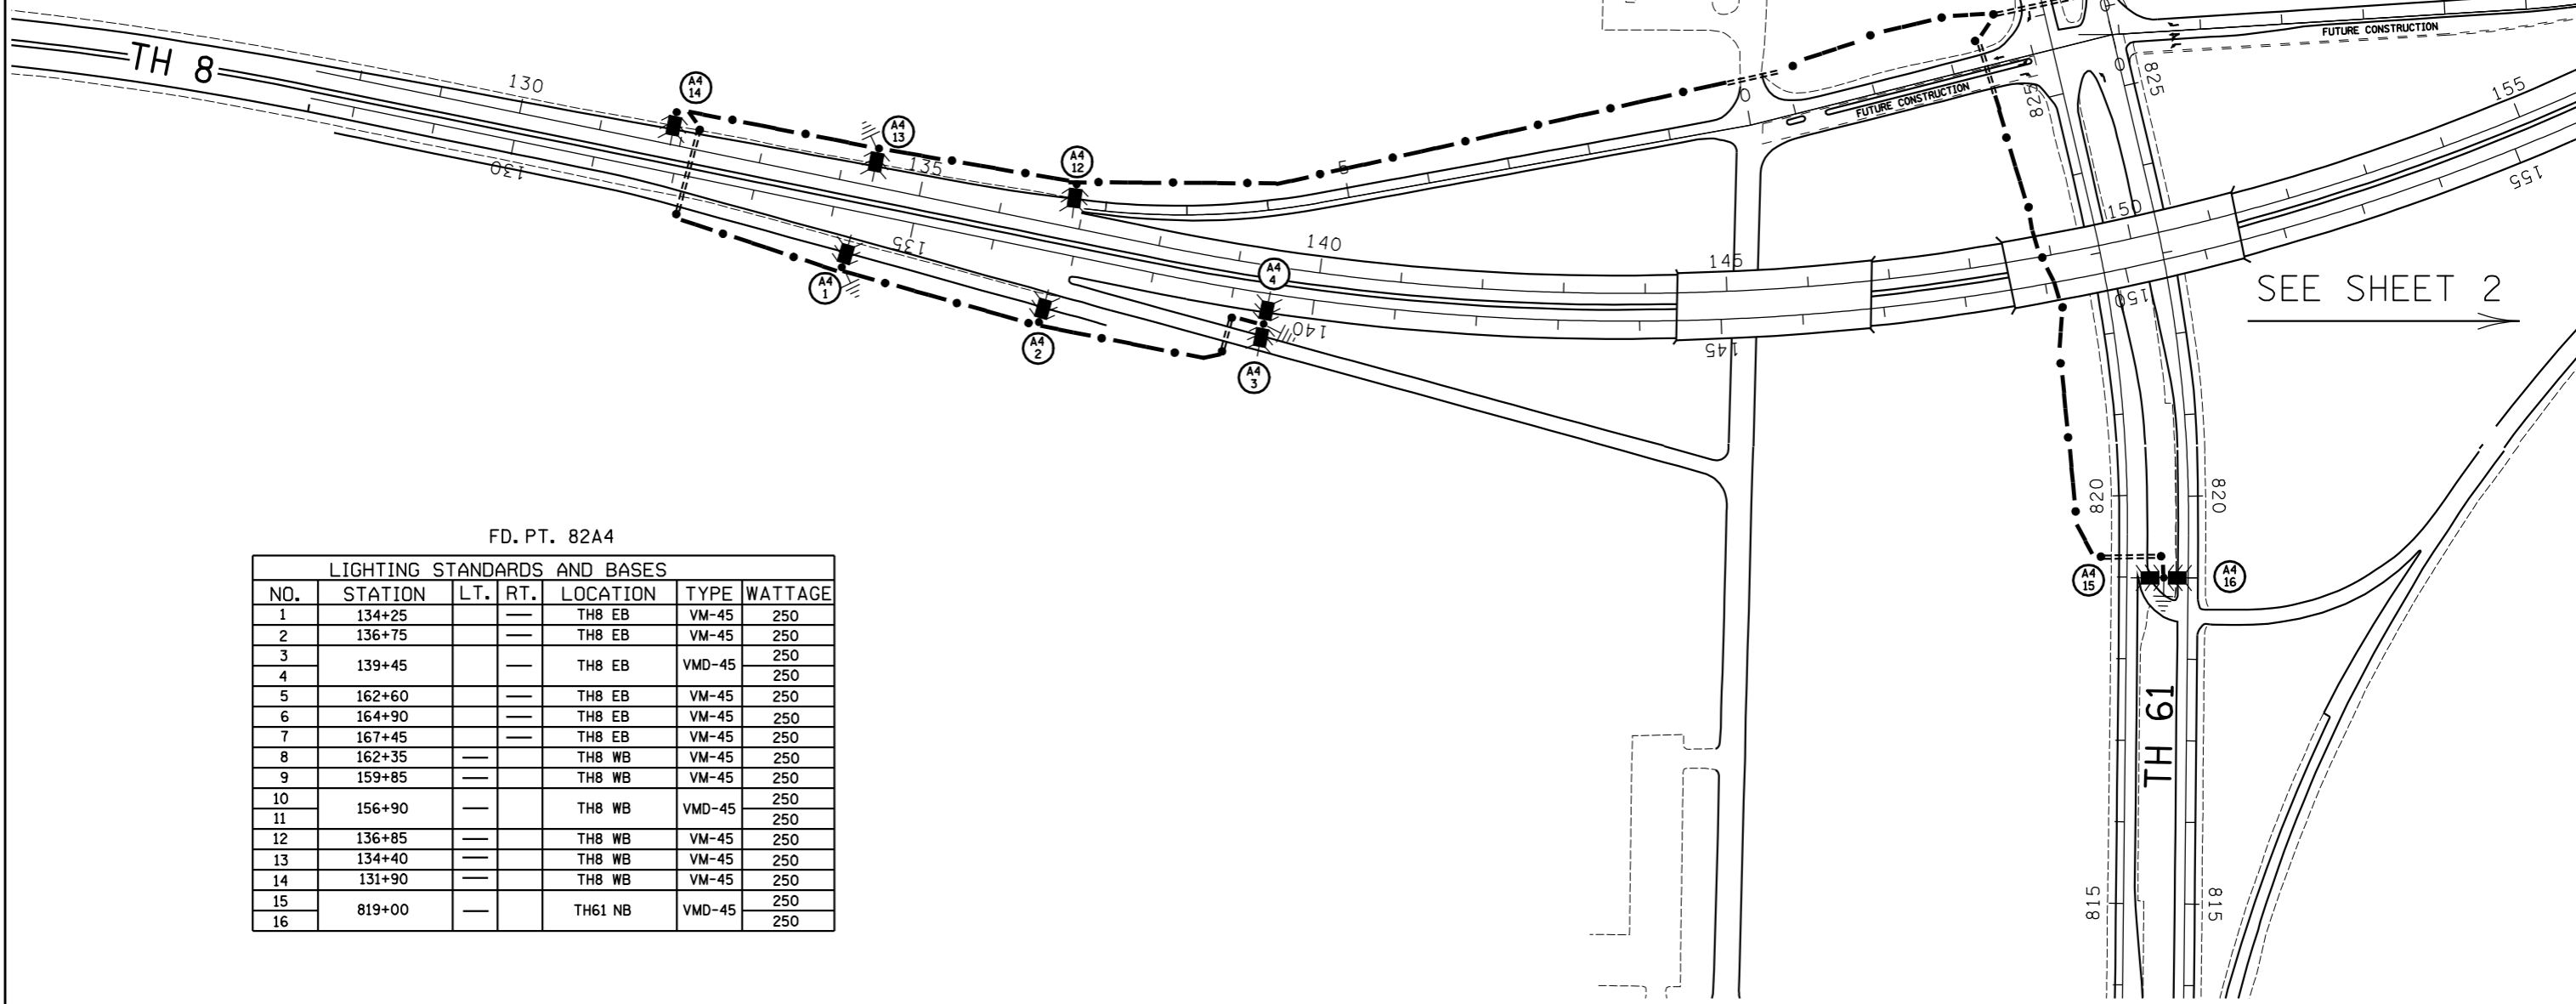 TH 8
130
A4 14
A4 13
135
A4 12
5
0
FUTURE CONSTRUCTION
828
0
FUTURE CONSTRUCTION
0
825
155
130
135
A4 1
A4 2
A4 4
A4 3
140
140
145
145
150
150
155
SEE SHEET 2
820
820
A4 15
A4 16
TH 61
815
815
FD. PT. 82A4
LIGHTING STANDARDS AND BASES
NO. STATION LT. RT. LOCATION TYPE WATTAGE
1 134+25 — TH8 EB VM-45 250
2 136+75 — TH8 EB VM-45 250
3 250
139+45 — TH8 EB VMD-45
4 250
5 162+60 — TH8 EB VM-45 250
6 164+90 — TH8 EB VM-45 250
7 167+45 — TH8 EB VM-45 250
8 162+35 — TH8 WB VM-45 250
9 159+85 — TH8 WB VM-45 250
10 250
156+90 — TH8 WB VMD-45
11 250
12 136+85 — TH8 WB VM-45 250
13 134+40 — TH8 WB VM-45 250
14 131+90 — TH8 WB VM-45 250
15 250
819+00 — TH61 NB VMD-45
16 250